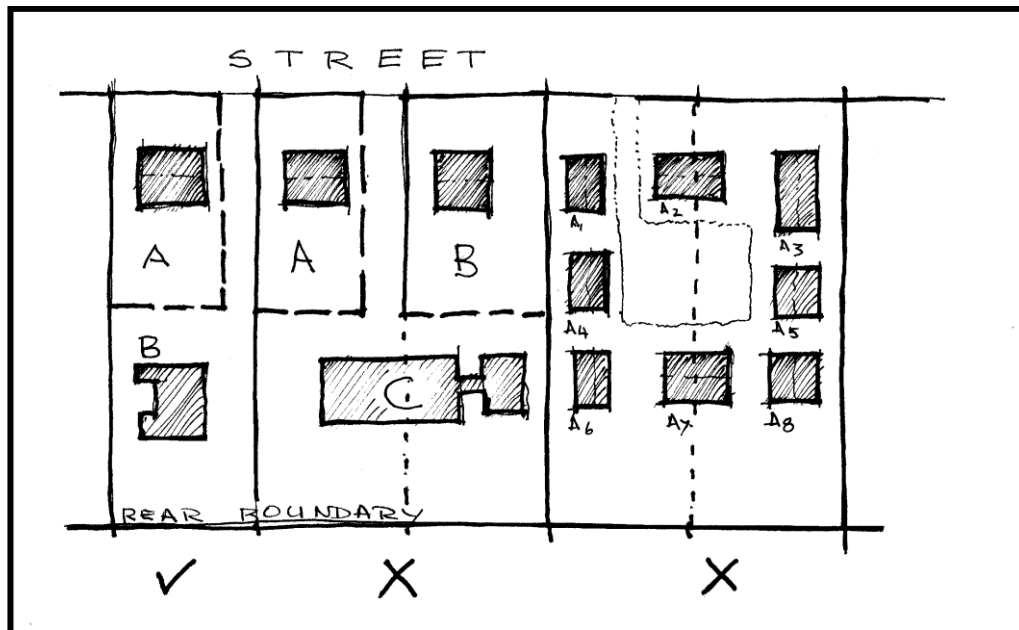 STREET
A1 A2 A3
A A B
A4 A5
B
C
A6 A7 A8
REAR BOUNDARY
✓ X X